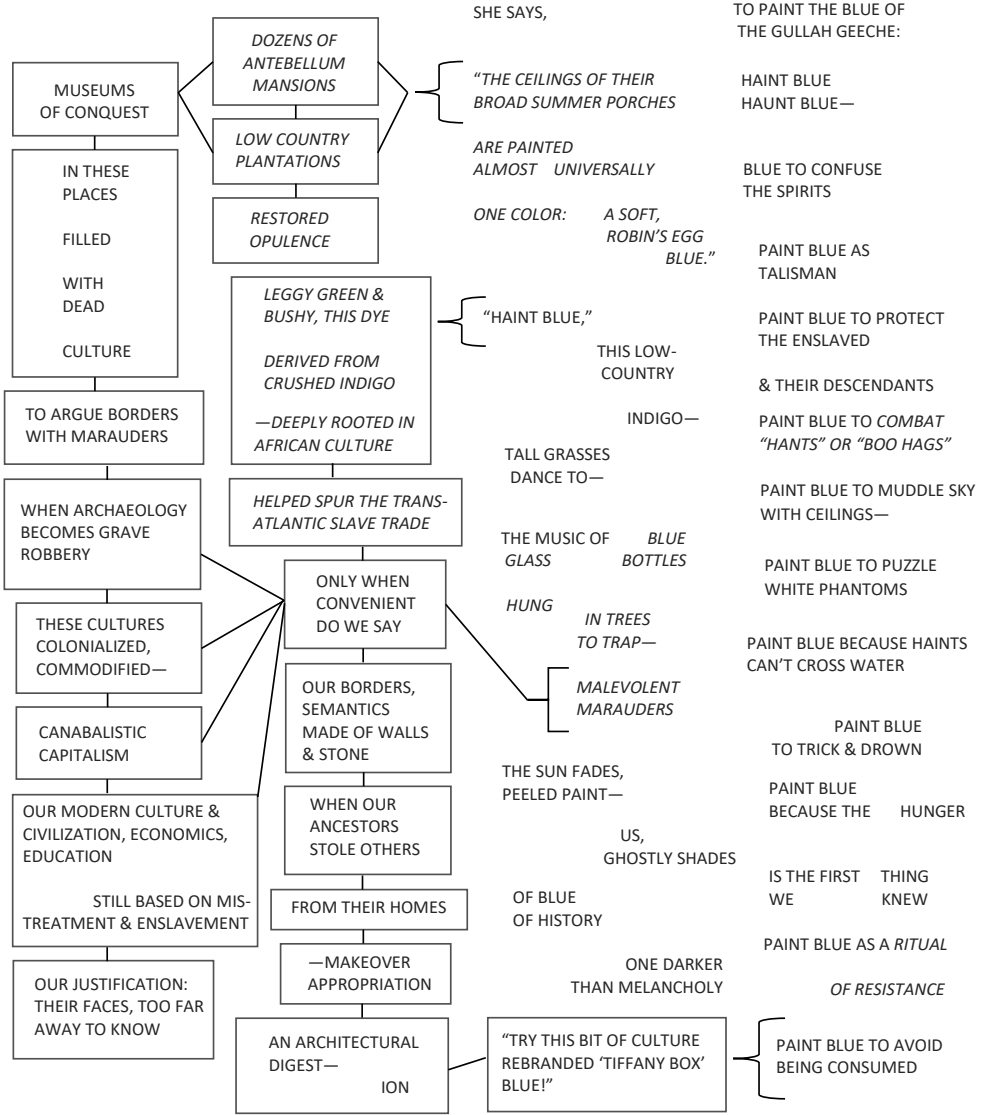 MUSEUMS
OF CONQUEST
IN THESE
PLACES
FILLED
WITH
DEAD
CULTURE
TO ARGUE BORDERS
WITH MARAUDERS
WHEN ARCHAEOLOGY
BECOMES GRAVE
ROBBERY
THESE CULTURES
COLONIALIZED,
COMMODIFIED—
CANABALISTIC
CAPITALISM
OUR MODERN CULTURE &
CIVILIZATION, ECONOMICS,
EDUCATION
STILL BASED ON MIS-
TREATMENT & ENSLAVEMENT
OUR JUSTIFICATION:
THEIR FACES, TOO FAR
AWAY TO KNOW
DOZENS OF
ANTEBELLUM
MANSIONS
LOW COUNTRY
PLANTATIONS
RESTORED
OPULENCE
LEGGY GREEN &
BUSHY, THIS DYE
DERIVED FROM
CRUSHED INDIGO
—DEEPLY ROOTED IN
AFRICAN CULTURE
HELPED SPUR THE TRANS-
ATLANTIC SLAVE TRADE
ONLY WHEN
CONVENIENT
DO WE SAY
OUR BORDERS,
SEMANTICS
MADE OF WALLS
& STONE
WHEN OUR
ANCESTORS
STOLE OTHERS
FROM THEIR HOMES
—MAKEOVER
APPROPRIATION
AN ARCHITECTURAL
DIGEST—
ION
SHE SAYS,
“THE CEILINGS OF THEIR
BROAD SUMMER PORCHES
ARE PAINTED
ALMOST UNIVERSALLY
ONE COLOR: A SOFT,
ROBIN’S EGG
BLUE.”
“HAINT BLUE,”
THIS LOW-
COUNTRY
INDIGO—
TALL GRASSES
DANCE TO—
THE MUSIC OF BLUE
GLASS BOTTLES
HUNG
IN TREES
TO TRAP—
MALEVOLENT
MARAUDERS
THE SUN FADES,
PEELED PAINT—
US,
GHOSTLY SHADES
OF BLUE
OF HISTORY
ONE DARKER
THAN MELANCHOLY
“TRY THIS BIT OF CULTURE
REBRANDED ‘TIFFANY BOX’
BLUE!”
TO PAINT THE BLUE OF
THE GULLAH GEECHE:
HAINT BLUE
HAUNT BLUE—
BLUE TO CONFUSE
THE SPIRITS
PAINT BLUE AS
TALISMAN
PAINT BLUE TO PROTECT
THE ENSLAVED
& THEIR DESCENDANTS
PAINT BLUE TO COMBAT
“HANTS” OR “BOO HAGS”
PAINT BLUE TO MUDDLE SKY
WITH CEILINGS—
PAINT BLUE TO PUZZLE
WHITE PHANTOMS
PAINT BLUE BECAUSE HAINTS
CAN’T CROSS WATER
PAINT BLUE
TO TRICK & DROWN
PAINT BLUE
BECAUSE THE HUNGER
IS THE FIRST THING
WE KNEW
PAINT BLUE AS A RITUAL
OF RESISTANCE
PAINT BLUE TO AVOID
BEING CONSUMED